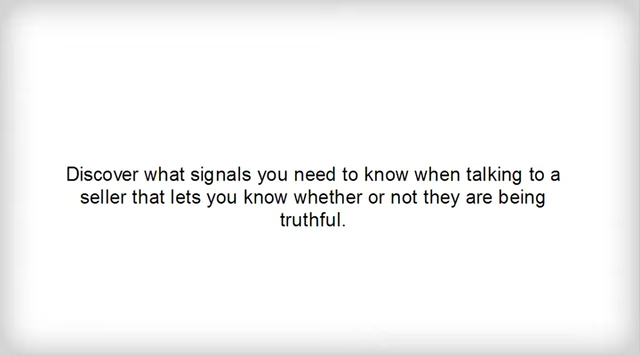 Discover what signals you need to know when talking to a
seller that lets you know whether or not they are being
truthful.